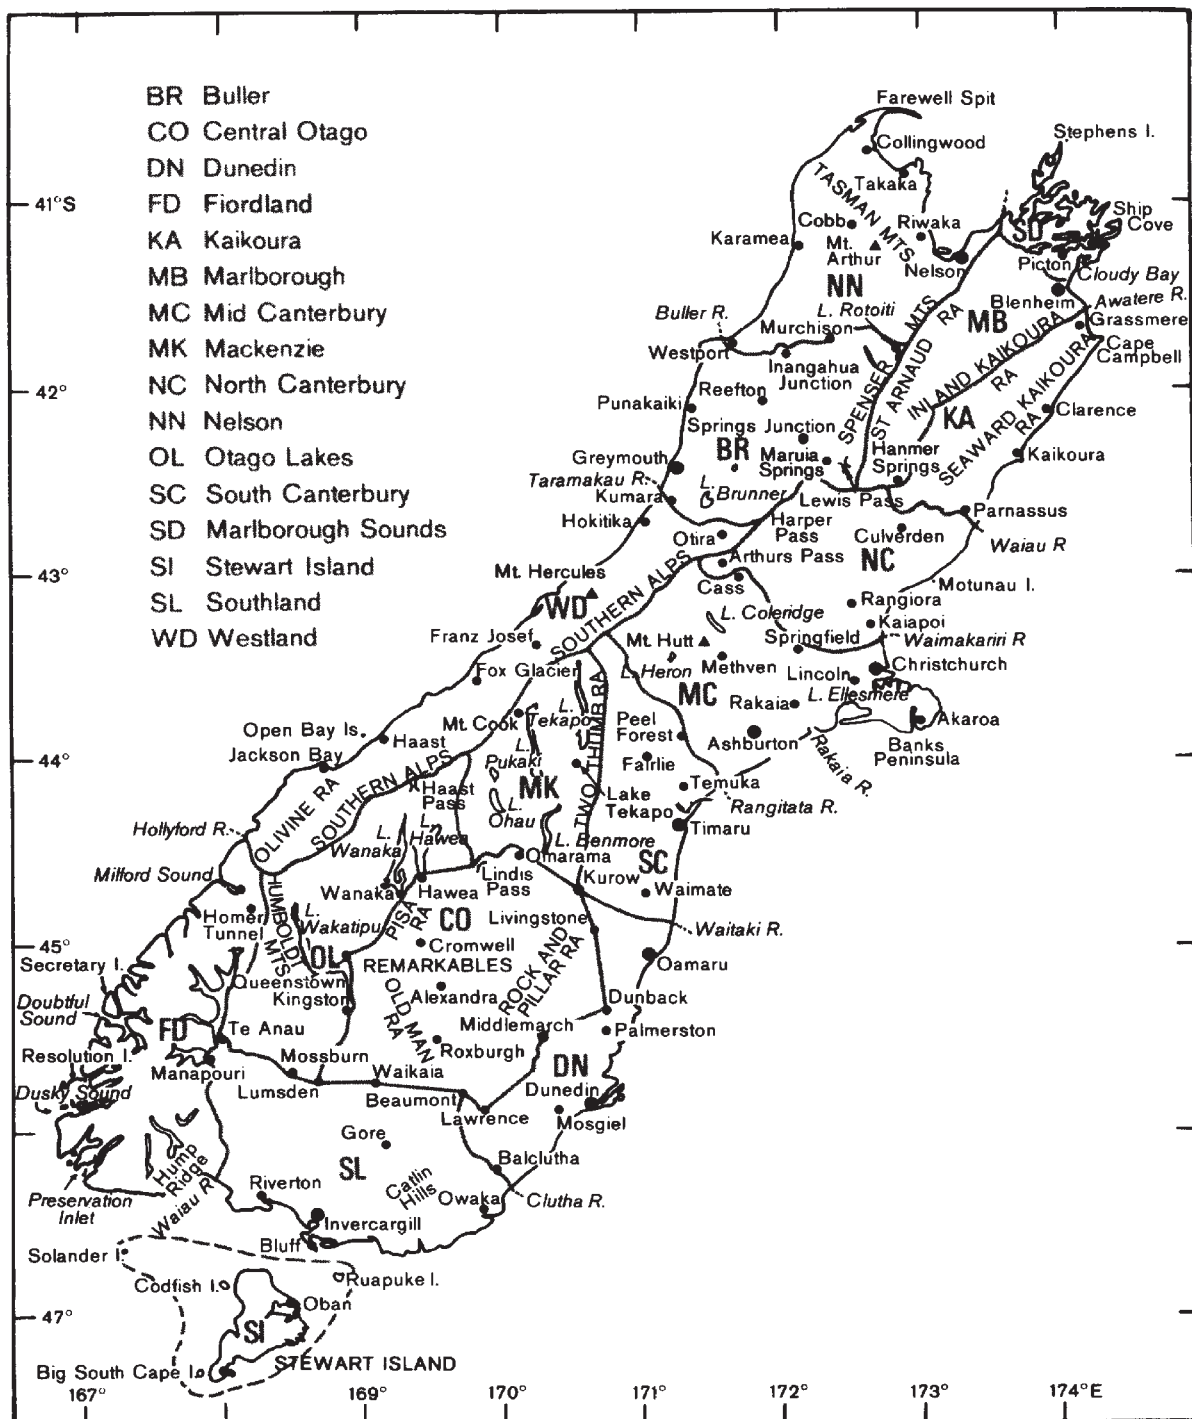 BR Buller
CO Central Otago
DN Dunedin
FD Fiordland
KA Kaikoura
MB Marlborough
MC Mid Canterbury
MK Mackenzie
NC North Canterbury
NN Nelson
OL Otago Lakes
SC South Canterbury
SD Marlborough Sounds
SI Stewart Island
SL Southland
WD Westland
Farewell Spit
Collingwood
Stephens I.
Takaka
TASMAN MTS
41°S
Cobb
Riwaka
SD
Ship
Cove
Karamea
Mt.
Arthur
Nelson
Picton
Cloudy Bay
NN
Blenheim
Awatere R.
L. Rotoiti
Buller R.
Murchison
MB
Grassmere
Westport
Cape
Campbell
Inangahua
Junction
SPENSER MTS
ST ARNAUD RA
INLAND KAIKOURA
RA
SEAWARD KAIKOURA
RA
42°
Reefton
Punakaiki
Clarence
Springs Junction
KA
BR
Maruia
Springs
Hanmer
Springs
Kaikoura
Greymouth
Taramakau R.
L.
Brunner
Kumara
Lewis Pass
Parnassus
Hokitika
Harper
Pass
Otira
Culverden
Waiau R
Arthurs Pass
NC
43°
Mt. Hercules
Cass
Motunau I.
WD
SOUTHERN ALPS
L. Coleridge
Rangiora
Kaiapoi
Franz Josef
Mt. Hutt
Springfield
Waimakariri R
Fox Glacier
L. Heron
Methven
Lincoln
Christchurch
MC
L. Ellesmere
Rakaia
Mt. Cook
L.
Tekapo
TWO THUMB RA
Peel
Forest
Akaroa
Open Bay Is.
Haast
Ashburton
Banks
Peninsula
Jackson Bay
L.
Pukaki
Fairlie
Rakaia R.
44°
MK
Haast
Pass
Lake
Tekapo
Temuka
Rangitata R.
OLIVINE RA
SOUTHERN ALPS
L.
Ohau
Timaru
Hollyford R.
L.
Wanaka
L.
Hawea
L. Benmore
Omarama
SC
Milford Sound
Lindis
Pass
Kurow
Wanaka
Hawea
Waimate
HUMBOLDT
MTS
Homer
Tunnel
L.
Wakatipu
PISA
RA
CO
Livingstone
Waitaki R.
45°
OL
Cromwell
REMARKABLES
Oamaru
Secretary I.
Queenstown
Kingston
Alexandra
ROCK AND
PILLAR RA
Dunback
Doubtful
Sound
FD
Te Anau
OLD MAN
RA
Middlemarch
Palmerston
Resolution I.
Mossburn
Roxburgh
Manapouri
Waikaia
DN
Dusky Sound
Lumsden
Beaumont
Dunedin
Lawrence
Mosgiel
Gore
SL
Balclutha
Hump
Ridge
Catlin
Hills
Riverton
Owaka
Clutha R.
Preservation
Inlet
Waiau R
Invercargill
Bluff
Solander I.
Codfish I.
Ruapuke I.
47°
Oban
SI
Big South Cape I.
STEWART ISLAND
167°
169°
170°
171°
172°
173°
174°E